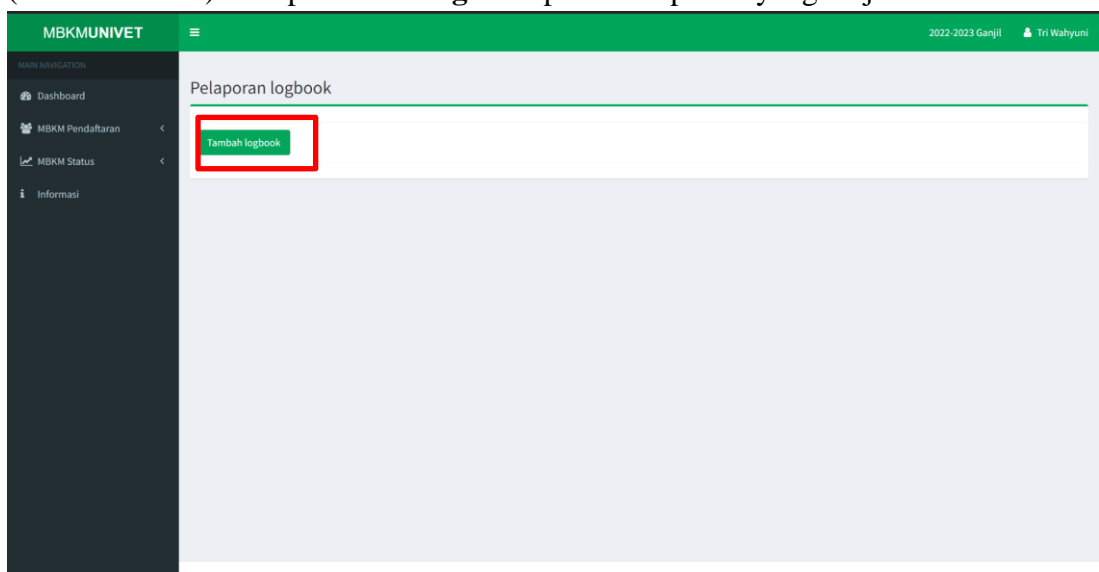 MBKMUNIVET
2022-2023 Ganjil Tri Wahyuni
MAIN NAVIGATION
Dashboard
MBKM Pendaftaran
MBKM Status
i Informasi
Pelaporan logbook
Tambah logbook